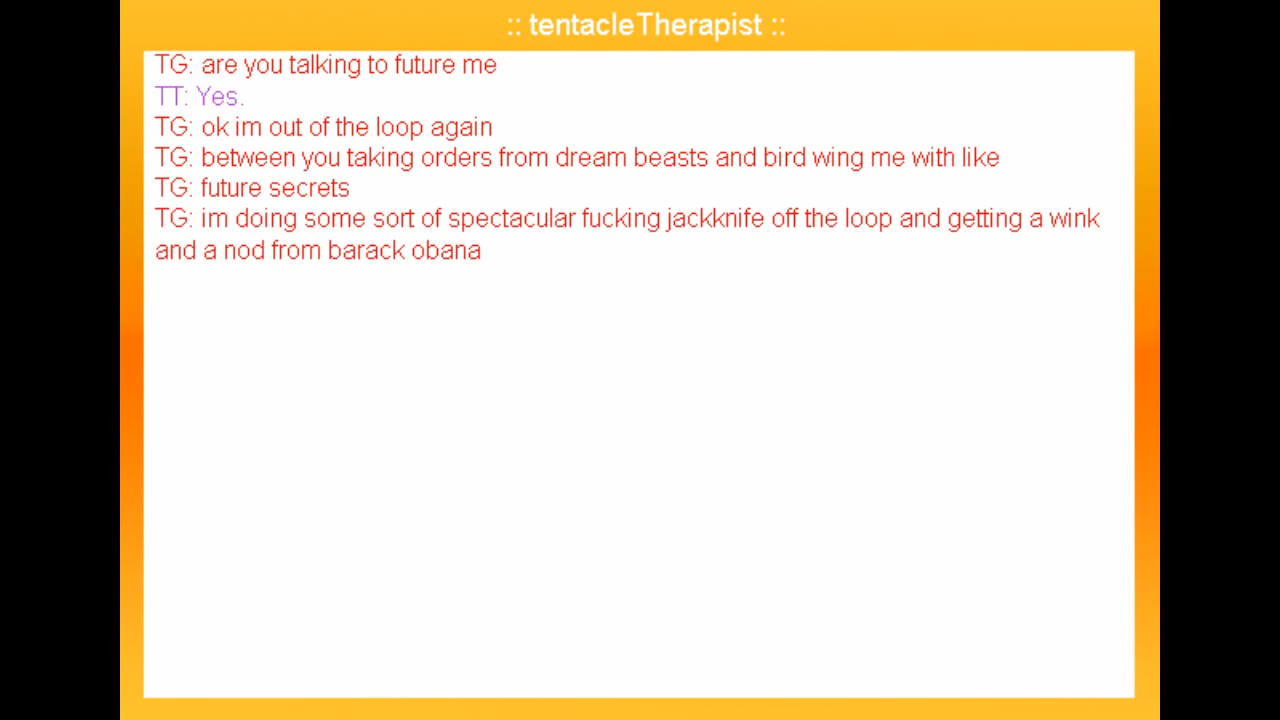 :: tentacleTherapist ::
TG: are you talking to future me
TT: Yes.
TG: ok im out of the loop again
TG: between you taking orders from dream beasts and bird wing me with like
TG: future secrets
TG: im doing some sort of spectacular fucking jackknife off the loop and getting a wink
and a nod from barack obana